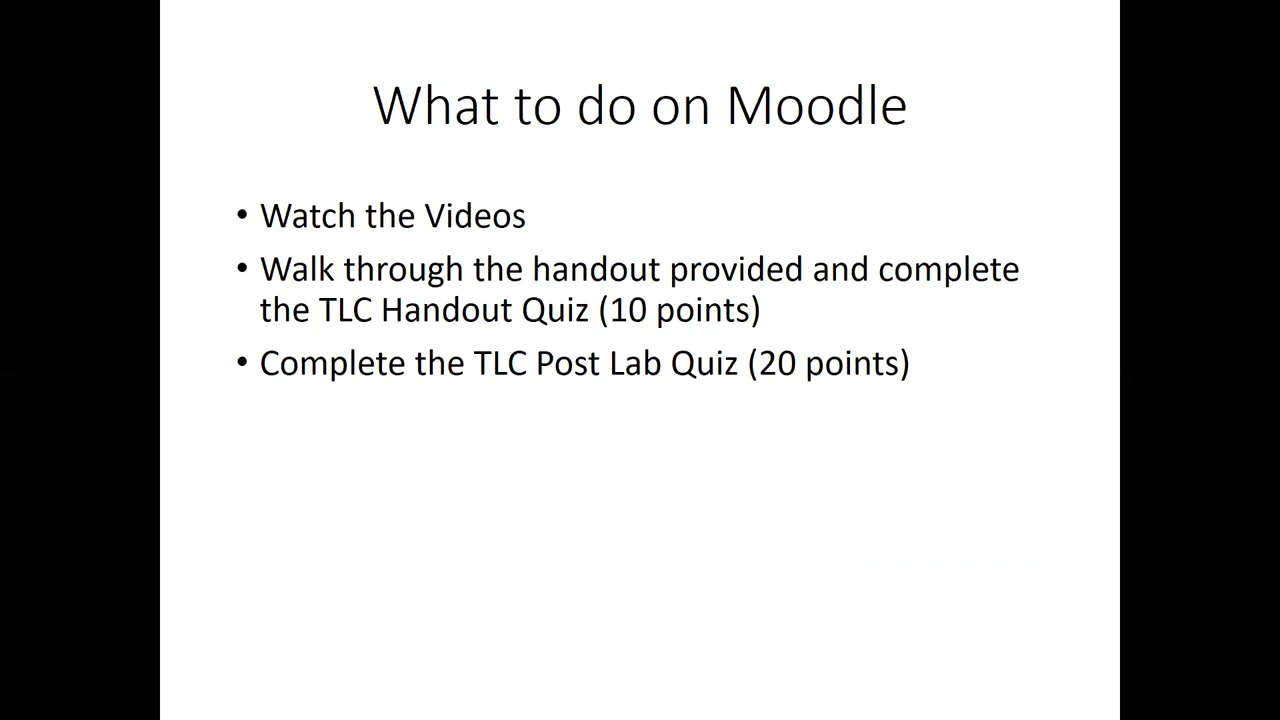 What to do on Moodle
• Watch the Videos
• Walk through the handout provided and complete
the TLC Handout Quiz (10 points)
• Complete the TLC Post Lab Quiz (20 points)